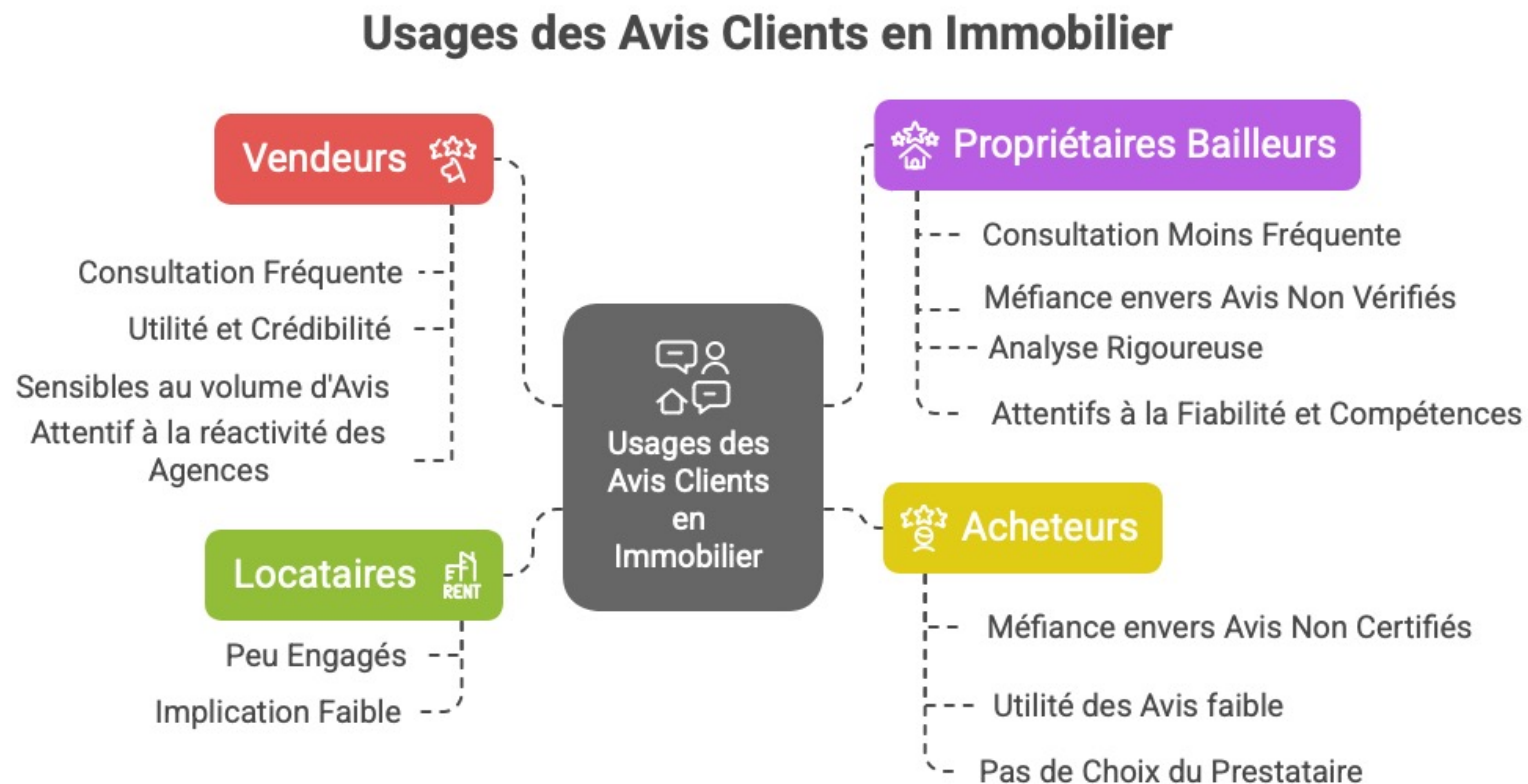 Usages des Avis Clients en Immobilier
Vendeurs
Consultation Fréquente
Utilité et Crédibilité
Sensibles au volume d'Avis
Attentif à la réactivité des
Agences
Locataires
RENT
Peu Engagés
Implication Faible
Usages des
Avis Clients
en
Immobilier
Propriétaires Bailleurs
Consultation Moins Fréquente
Méfiance envers Avis Non Vérifiés
Analyse Rigoureuse
Attentifs à la Fiabilité et Compétences
Acheteurs
Méfiance envers Avis Non Certifiés
Utilité des Avis faible
Pas de Choix du Prestataire